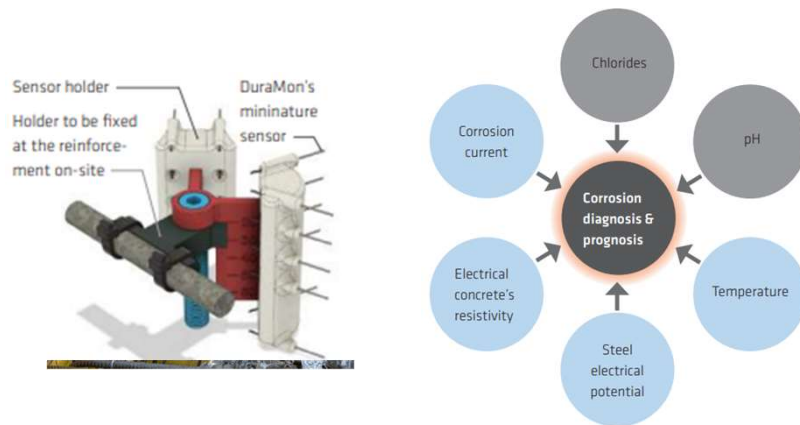 Sensor holder
Holder to be fixed
at the reinforce-
ment on-site
DuraMon's
mininature
sensor
Chlorides
Corrosion
current
pH
Corrosion
diagnosis &
prognosis
Electrical
concrete's
resistivity
Temperature
Steel
electrical
potential